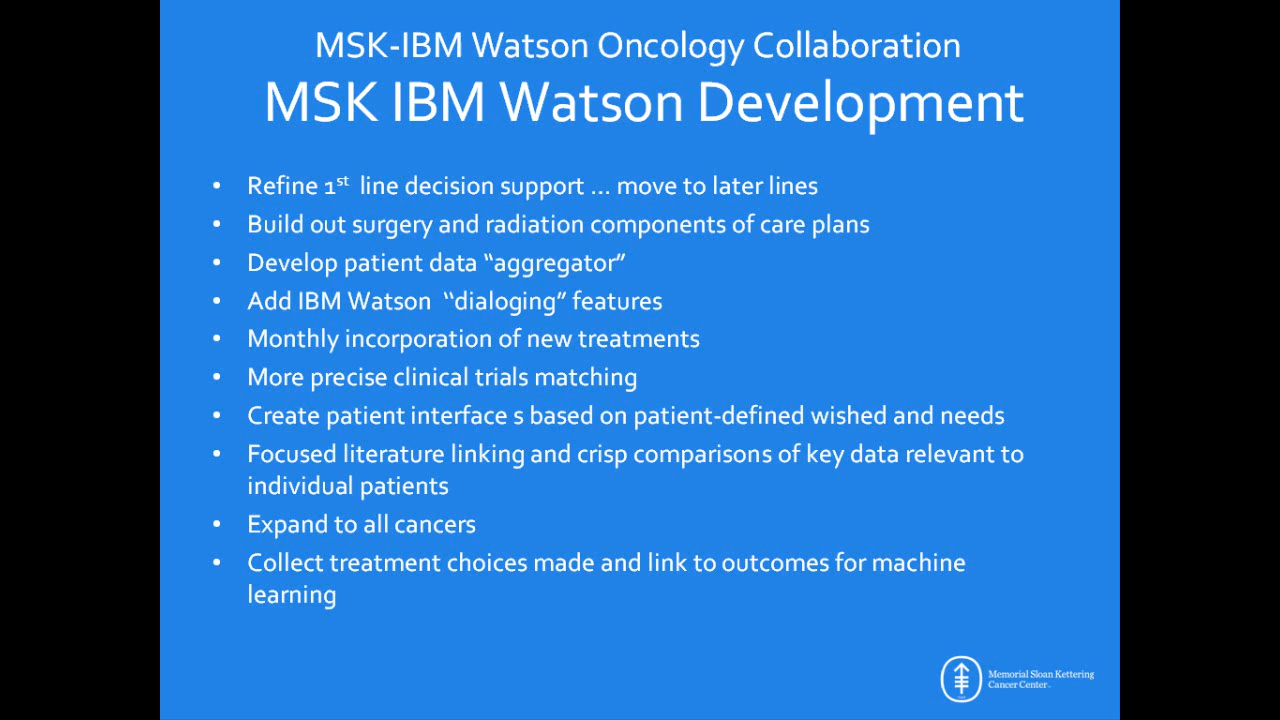 MSK-IBM Watson Oncology Collaboration
MSK IBM Watson Development
• Refine 1st line decision support ... move to later lines
• Build out surgery and radiation components of care plans
• Develop patient data “aggregator”
• Add IBM Watson “dialoging” features
• Monthly incorporation of new treatments
• More precise clinical trials matching
• Create patient interface s based on patient-defined wished and needs
• Focused literature linking and crisp comparisons of key data relevant to
individual patients
• Expand to all cancers
• Collect treatment choices made and link to outcomes for machine
learning
Memorial Sloan Kettering
Cancer Center